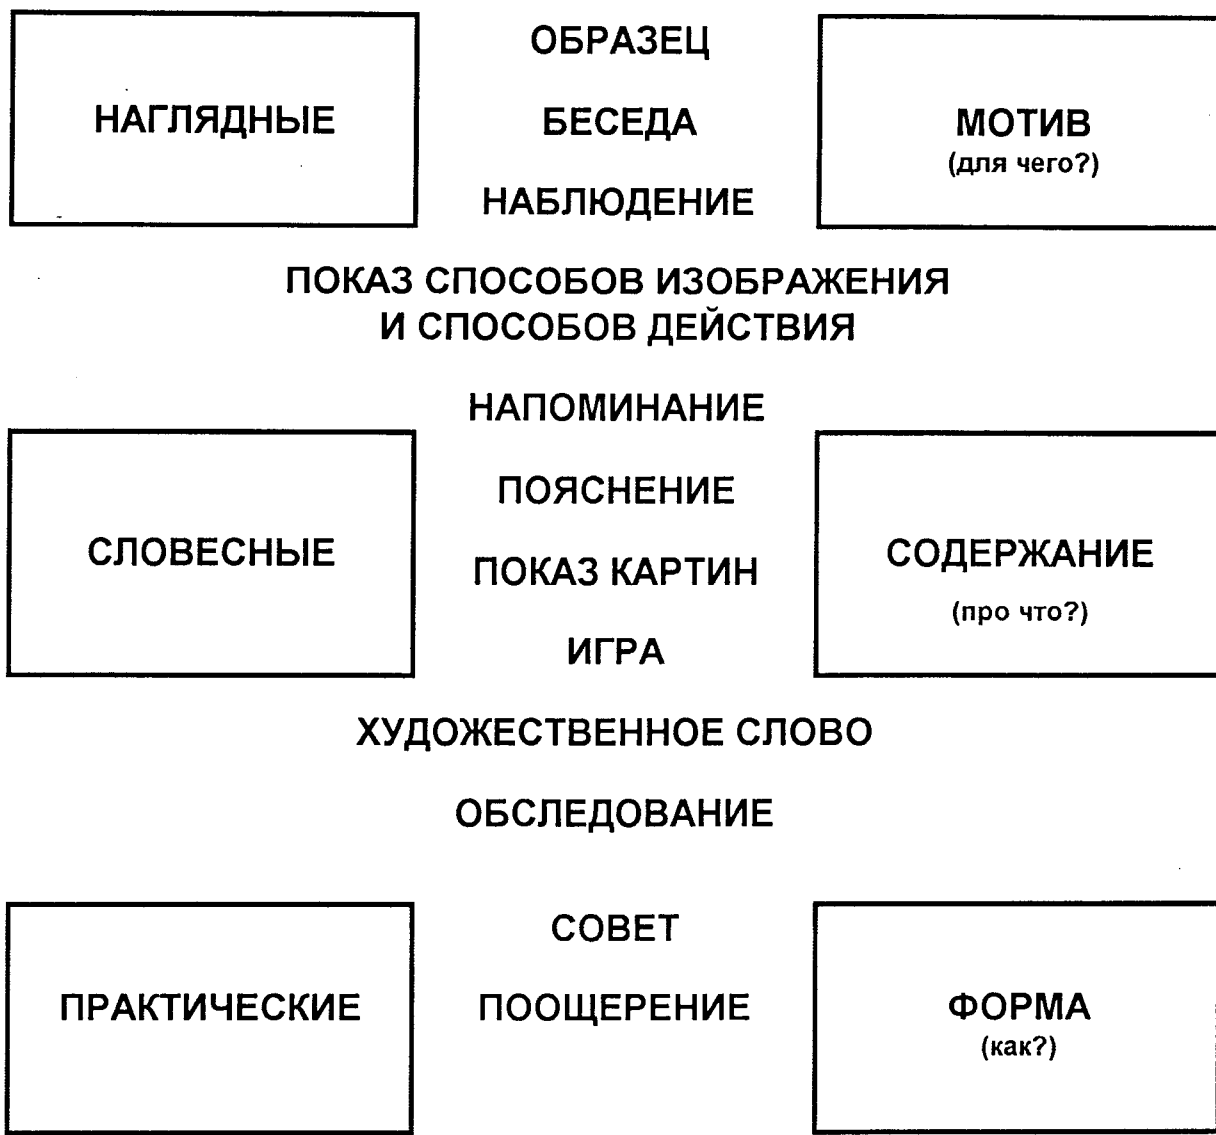 ОБРАЗЕЦ
НАГЛЯДНЫЕ
БЕСЕДА
МОТИВ
(для чего?)
НАБЛЮДЕНИЕ
ПОКАЗ СПОСОБОВ ИЗОБРАЖЕНИЯ
И СПОСОБОВ ДЕЙСТВИЯ
НАПОМИНАНИЕ
ПОЯСНЕНИЕ
СЛОВЕСНЫЕ
ПОКАЗ КАРТИН
СОДЕРЖАНИЕ
(про что?)
ИГРА
ХУДОЖЕСТВЕННОЕ СЛОВО
ОБСЛЕДОВАНИЕ
СОВЕТ
ПРАКТИЧЕСКИЕ
ПООЩЕРЕНИЕ
ФОРМА
(как?)